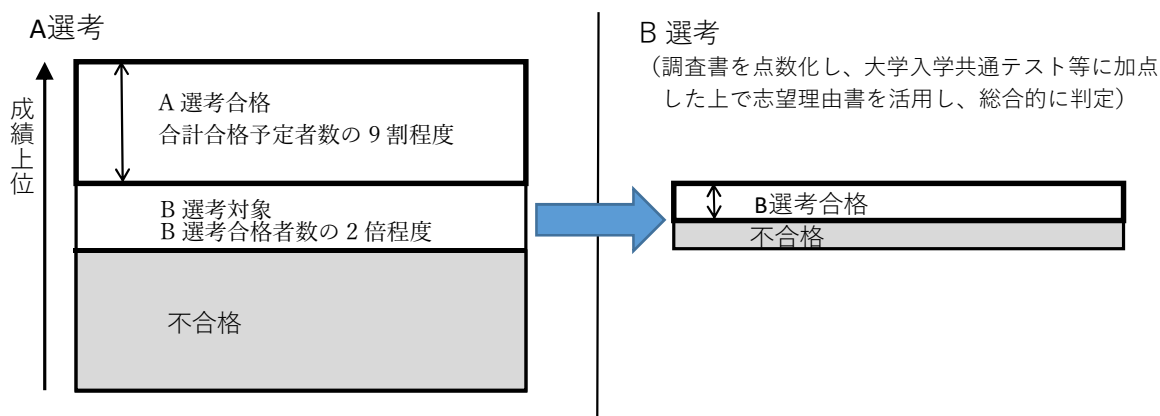 A選考
成績上位
A 選考合格
合計合格予定者数の 9 割程度
B 選考対象
B 選考合格者数の 2 倍程度
不合格
B 選考
（調査書を点数化し、大学入学共通テスト等に加点
した上で志望理由書を活用し、総合的に判定）
B選考合格
不合格